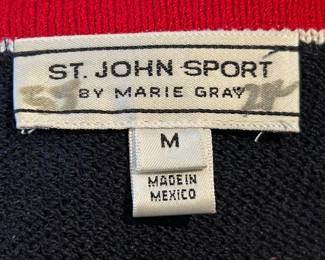 ST. JOHN SPORT
BY MARIE GRAY
M
MADE IN
MEXICO